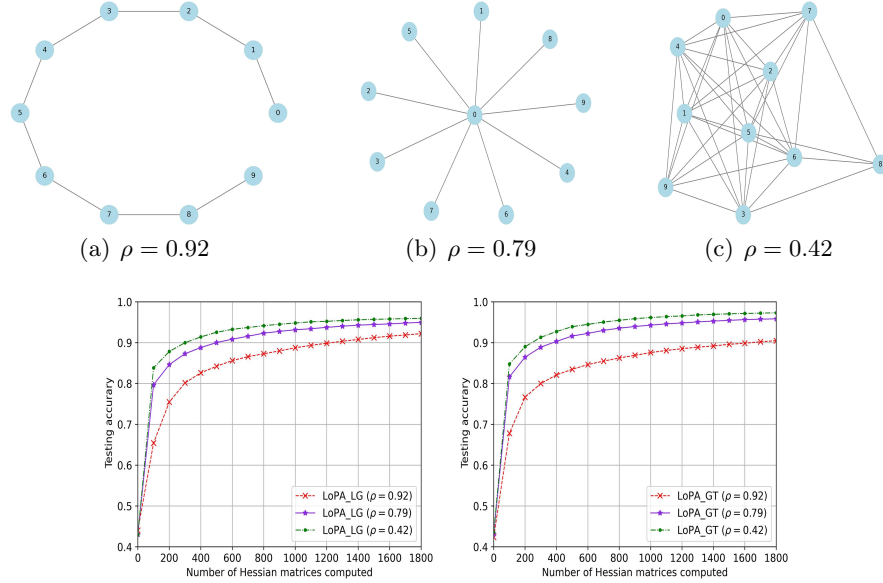 3
2
4
1
5
0
6
9
7
8
1
5
8
2
9
0
3
4
7
6
0
7
4
2
1
5
6
8
9
3
(a) ρ = 0.92
(b) ρ = 0.79
(c) ρ = 0.42
1.0
0.9
0.8
0.7
0.6
0.5
0.4
Testing accurary
LoPA_LG (ρ = 0.92)
LoPA_LG (ρ = 0.79)
LoPA_LG (ρ = 0.42)
0 200 400 600 800 1000 1200 1400 1600 1800
Number of Hessian matrices computed
1.0
0.9
0.8
0.7
0.6
0.5
0.4
Testing accurary
LoPA_GT (ρ = 0.92)
LoPA_GT (ρ = 0.79)
LoPA_GT (ρ = 0.42)
0 200 400 600 800 1000 1200 1400 1600 1800
Number of Hessian matrices computed